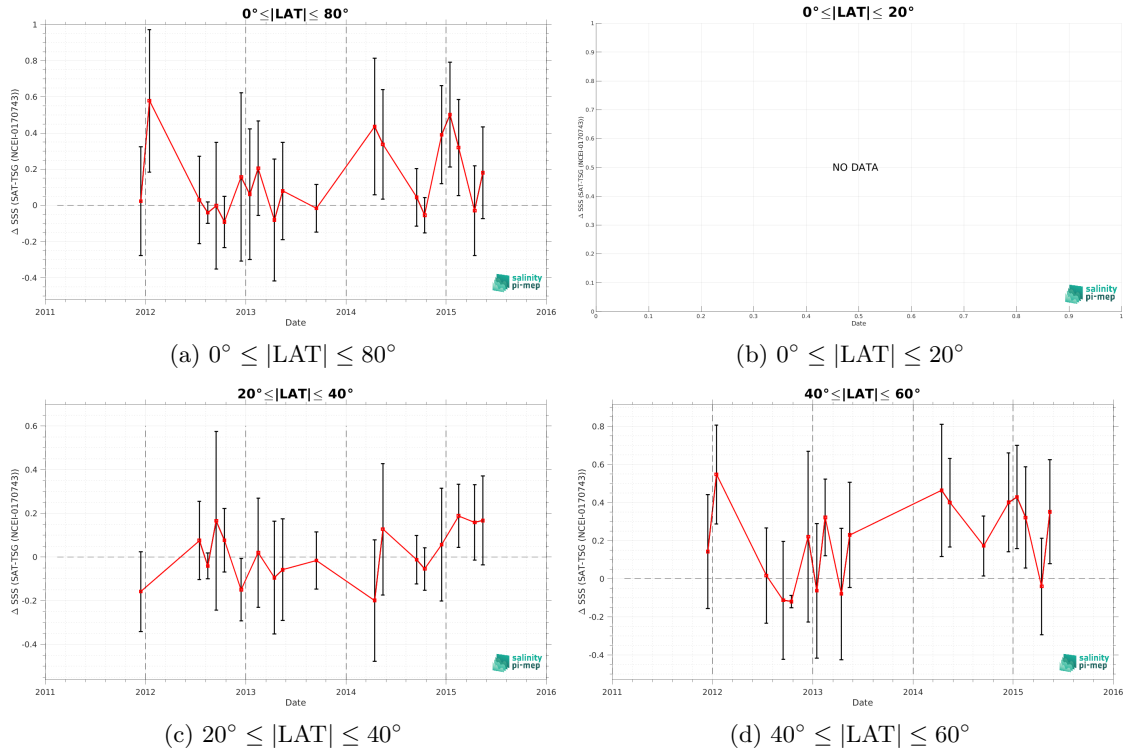 0°≤|LAT|≤ 80°
Δ SSS (SAT-TSG (NCEI-0170743))
1
0.8
0.6
0.4
0.2
0
-0.2
-0.4
2011 2012 2013 2014 2015 2016
Date
salinity
pi-mep
(a) 0° ≤ |LAT| ≤ 80°
0°≤|LAT|≤ 20°
Δ SSS (SAT-TSG (NCEI-0170743))
1
0.9
0.8
0.7
0.6
0.5
0.4
0.3
0.2
0.1
0
NO DATA
0 0.1 0.2 0.3 0.4 0.5 0.6 0.7 0.8 0.9 1
Date
salinity
pi-mep
(b) 0° ≤ |LAT| ≤ 20°
20°≤|LAT|≤ 40°
Δ SSS (SAT-TSG (NCEI-0170743))
0.6
0.4
0.2
0
-0.2
-0.4
2011 2012 2013 2014 2015 2016
Date
salinity
pi-mep
(c) 20° ≤ |LAT| ≤ 40°
40°≤|LAT|≤ 60°
Δ SSS (SAT-TSG (NCEI-0170743))
0.8
0.6
0.4
0.2
0
-0.2
-0.4
2011 2012 2013 2014 2015 2016
Date
salinity
pi-mep
(d) 40° ≤ |LAT| ≤ 60°